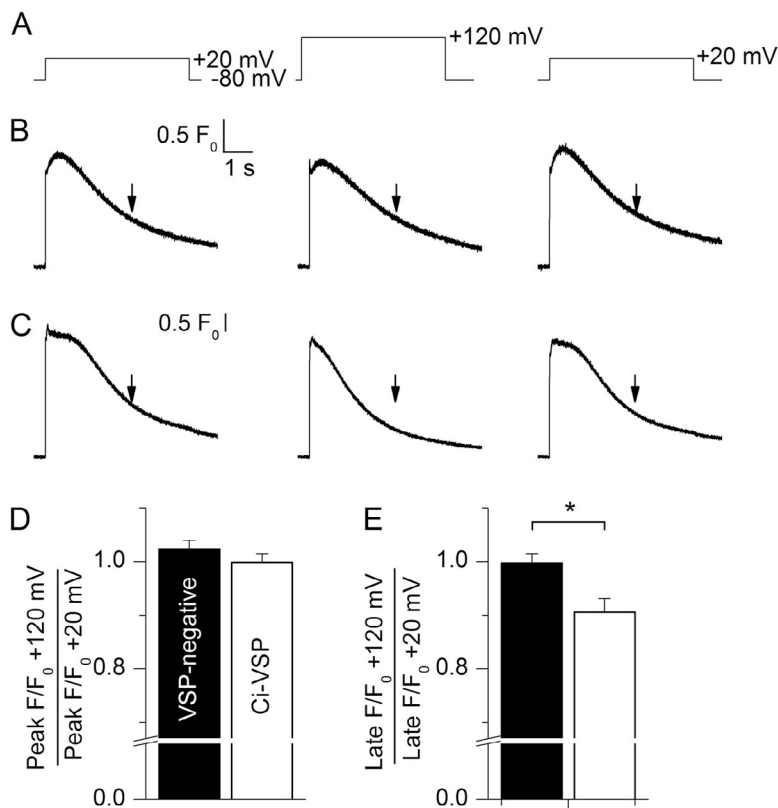 A
+20 mV
-80 mV
+120 mV
+20 mV
B
0.5 F₀
1 s
C
0.5 F₀
D
Peak F/F₀ +120 mV
Peak F/F₀ +20 mV
1.0
0.8
0.0
VSP-negative
Ci-VSP
E
Late F/F₀ +120 mV
Late F/F₀ +20 mV
1.0
0.8
0.0
*